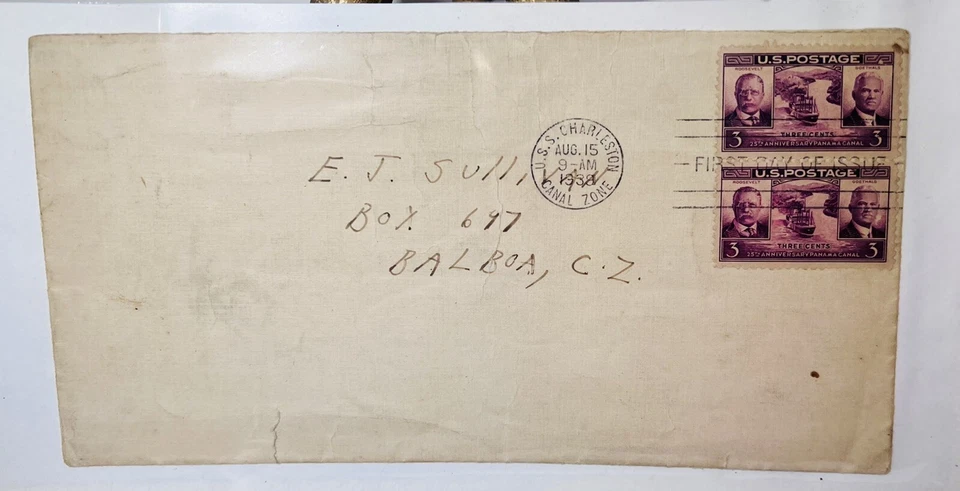 U.S. POSTAGE
ROOSEVELT GOETHALS
THREE CENTS
3 3
25TH ANNIVERSARY PANAMA CANAL
U.S.S. CHARLESTON
AUG. 15
9-AM
1939
CANAL ZONE
FIRST DAY OF ISSUE
U.S. POSTAGE
ROOSEVELT GOETHALS
THREE CENTS
3 3
25TH ANNIVERSARY PANAMA CANAL
E. J. Sullivan
BOX 697
BALBOA, C.Z.